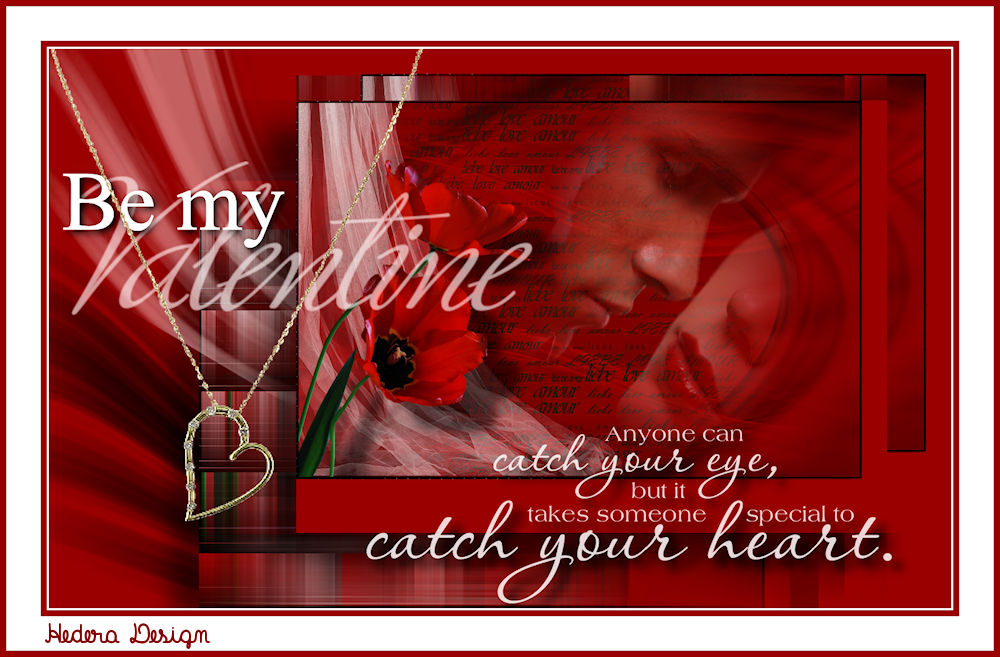 Be my
Valentine
Anyone can
catch your eye,
but it
takes someone special to
catch your heart.
Hedera Design